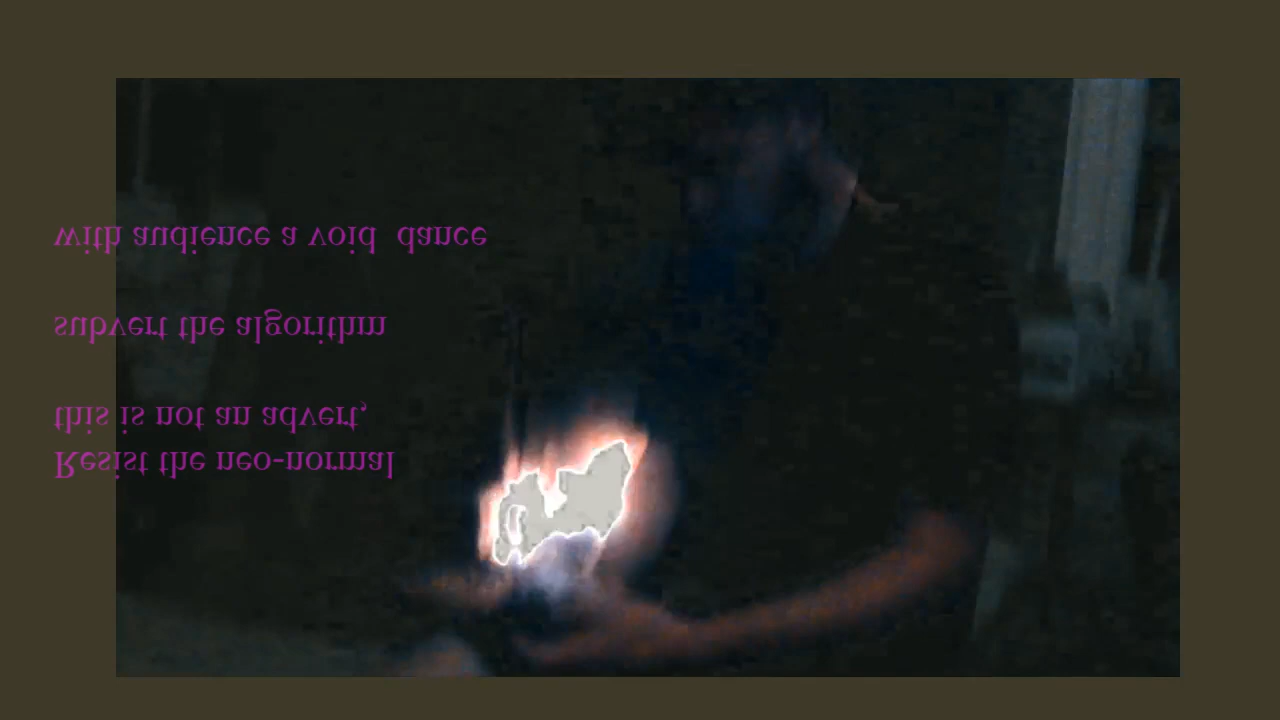 Resist the neo-normal
this is not an advert,
subvert the algorithm
with audience a void  dance